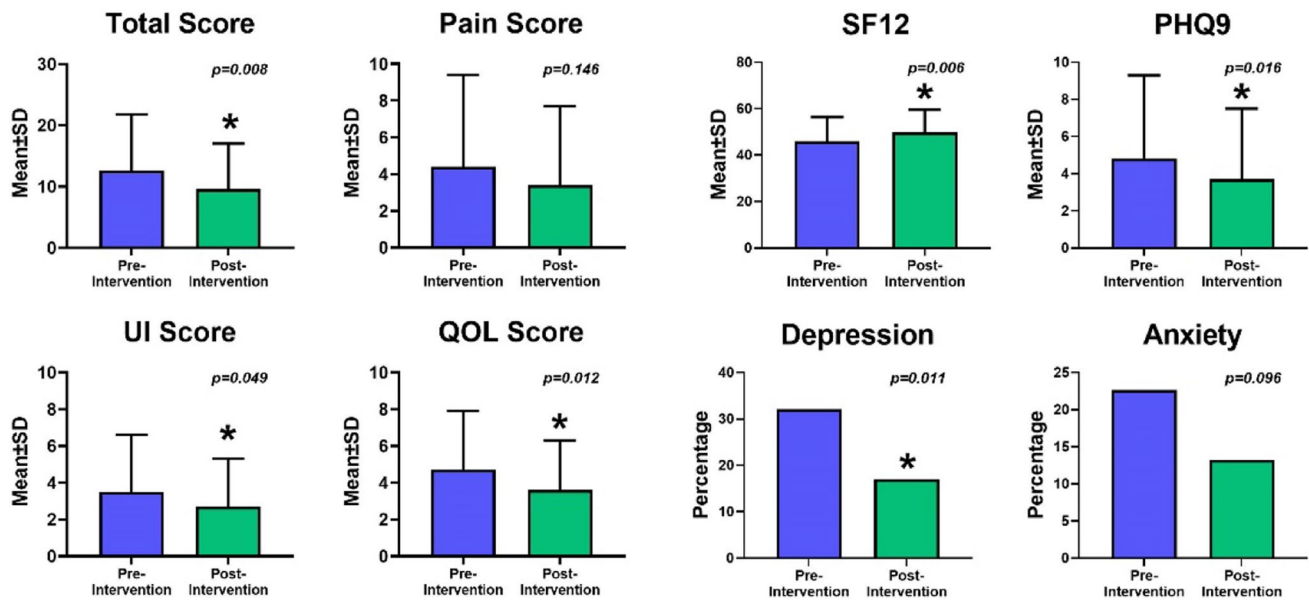 Total Score
Mean±SD
30
20
10
0
p=0.008
*
Pre-
Intervention
Post-
Intervention
Pain Score
Mean±SD
10
8
6
4
2
0
p=0.146
Pre-
Intervention
Post-
Intervention
SF12
Mean±SD
80
60
40
20
0
p=0.006
*
Pre-
Intervention
Post-
Intervention
PHQ9
Mean±SD
10
8
6
4
2
0
p=0.016
*
Pre-
Intervention
Post-
Intervention
UI Score
Mean±SD
10
8
6
4
2
0
p=0.049
*
Pre-
Intervention
Post-
Intervention
QOL Score
Mean±SD
10
8
6
4
2
0
p=0.012
*
Pre-
Intervention
Post-
Intervention
Depression
Percentage
40
30
20
10
0
p=0.011
*
Pre-
Intervention
Post-
Intervention
Anxiety
Percentage
25
20
15
10
5
0
p=0.096
Pre-
Intervention
Post-
Intervention